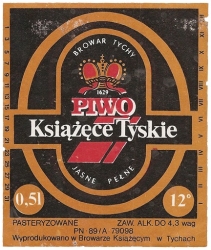 BROWAR TYCHY
1629
PIWO
Książęce Tyskie
JASNE PEŁNE
0,5l
12°
PASTERYZOWANE
ZAW. ALK. DO 4,3 wag
PN 89/A 79098
Wyprodukowano w Browarze Książęcym w Tychach